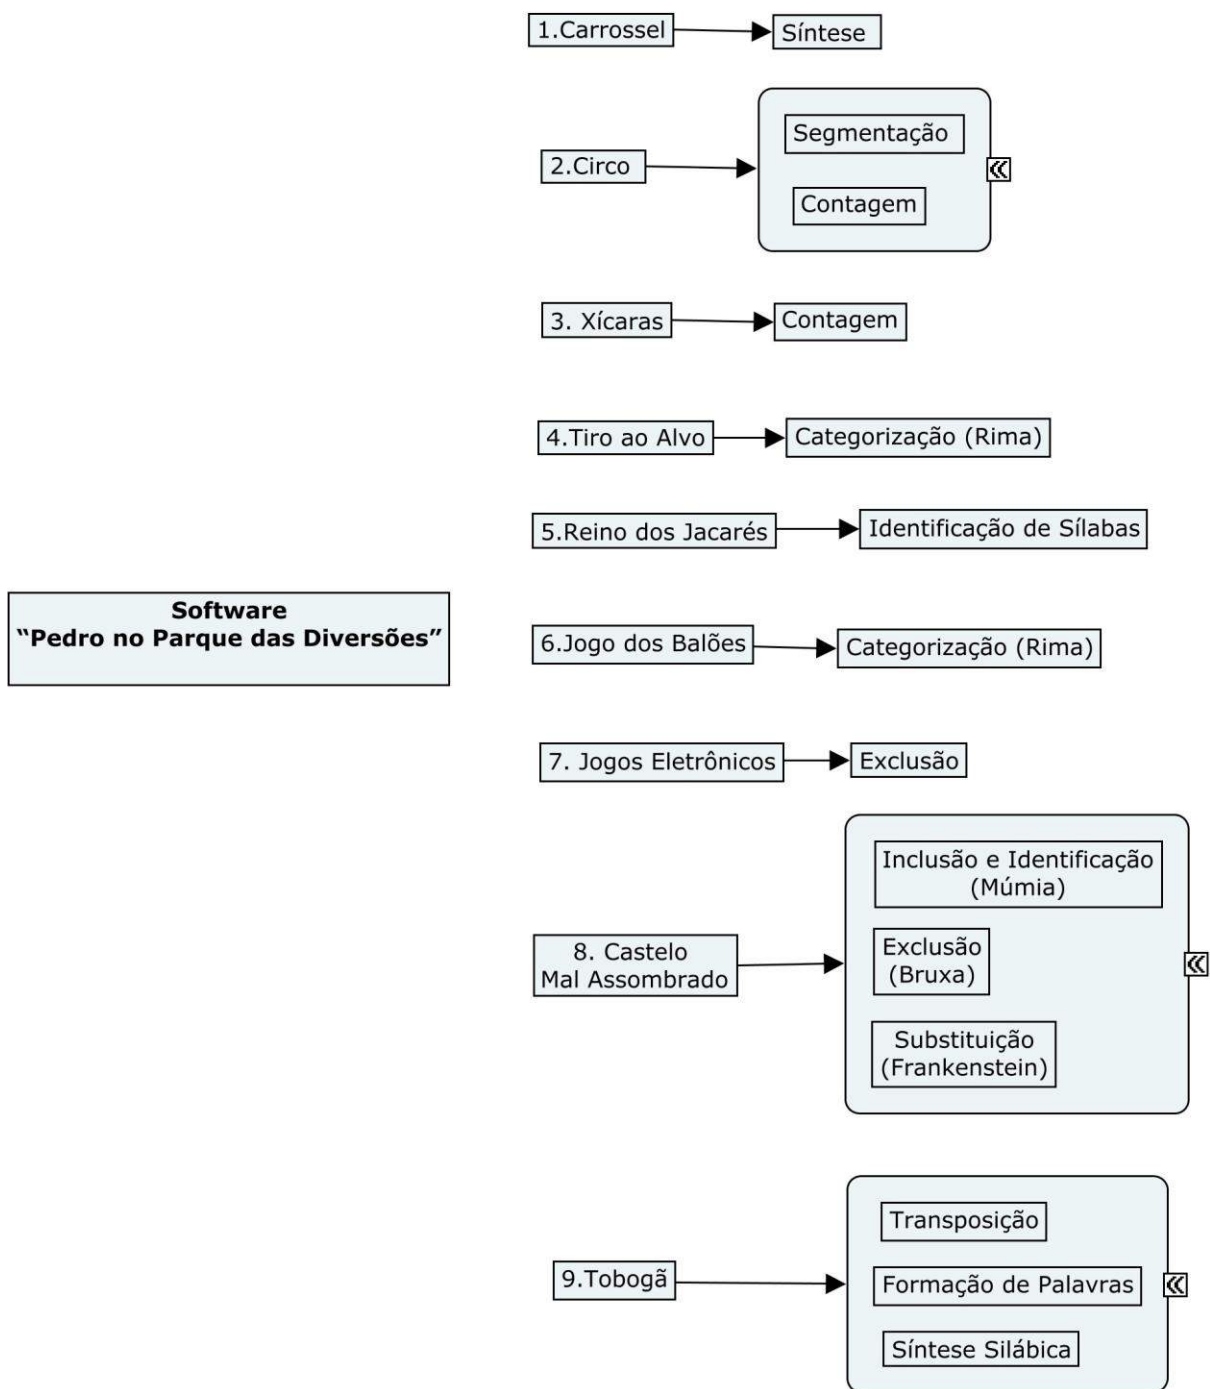 1.Carrossel
Síntese
Segmentação
2.Circo
Contagem
3. Xícaras
Contagem
4.Tiro ao Alvo
Categorização (Rima)
5.Reino dos Jacarés
Identificação de Sílabas
Software
“Pedro no Parque das Diversões”
6.Jogo dos Balões
Categorização (Rima)
7. Jogos Eletrônicos
Exclusão
8. Castelo
Mal Assombrado
Inclusão e Identificação
(Múmia)
Exclusão
(Bruxa)
Substituição
(Frankenstein)
9.Tobogã
Transposição
Formação de Palavras
Síntese Silábica